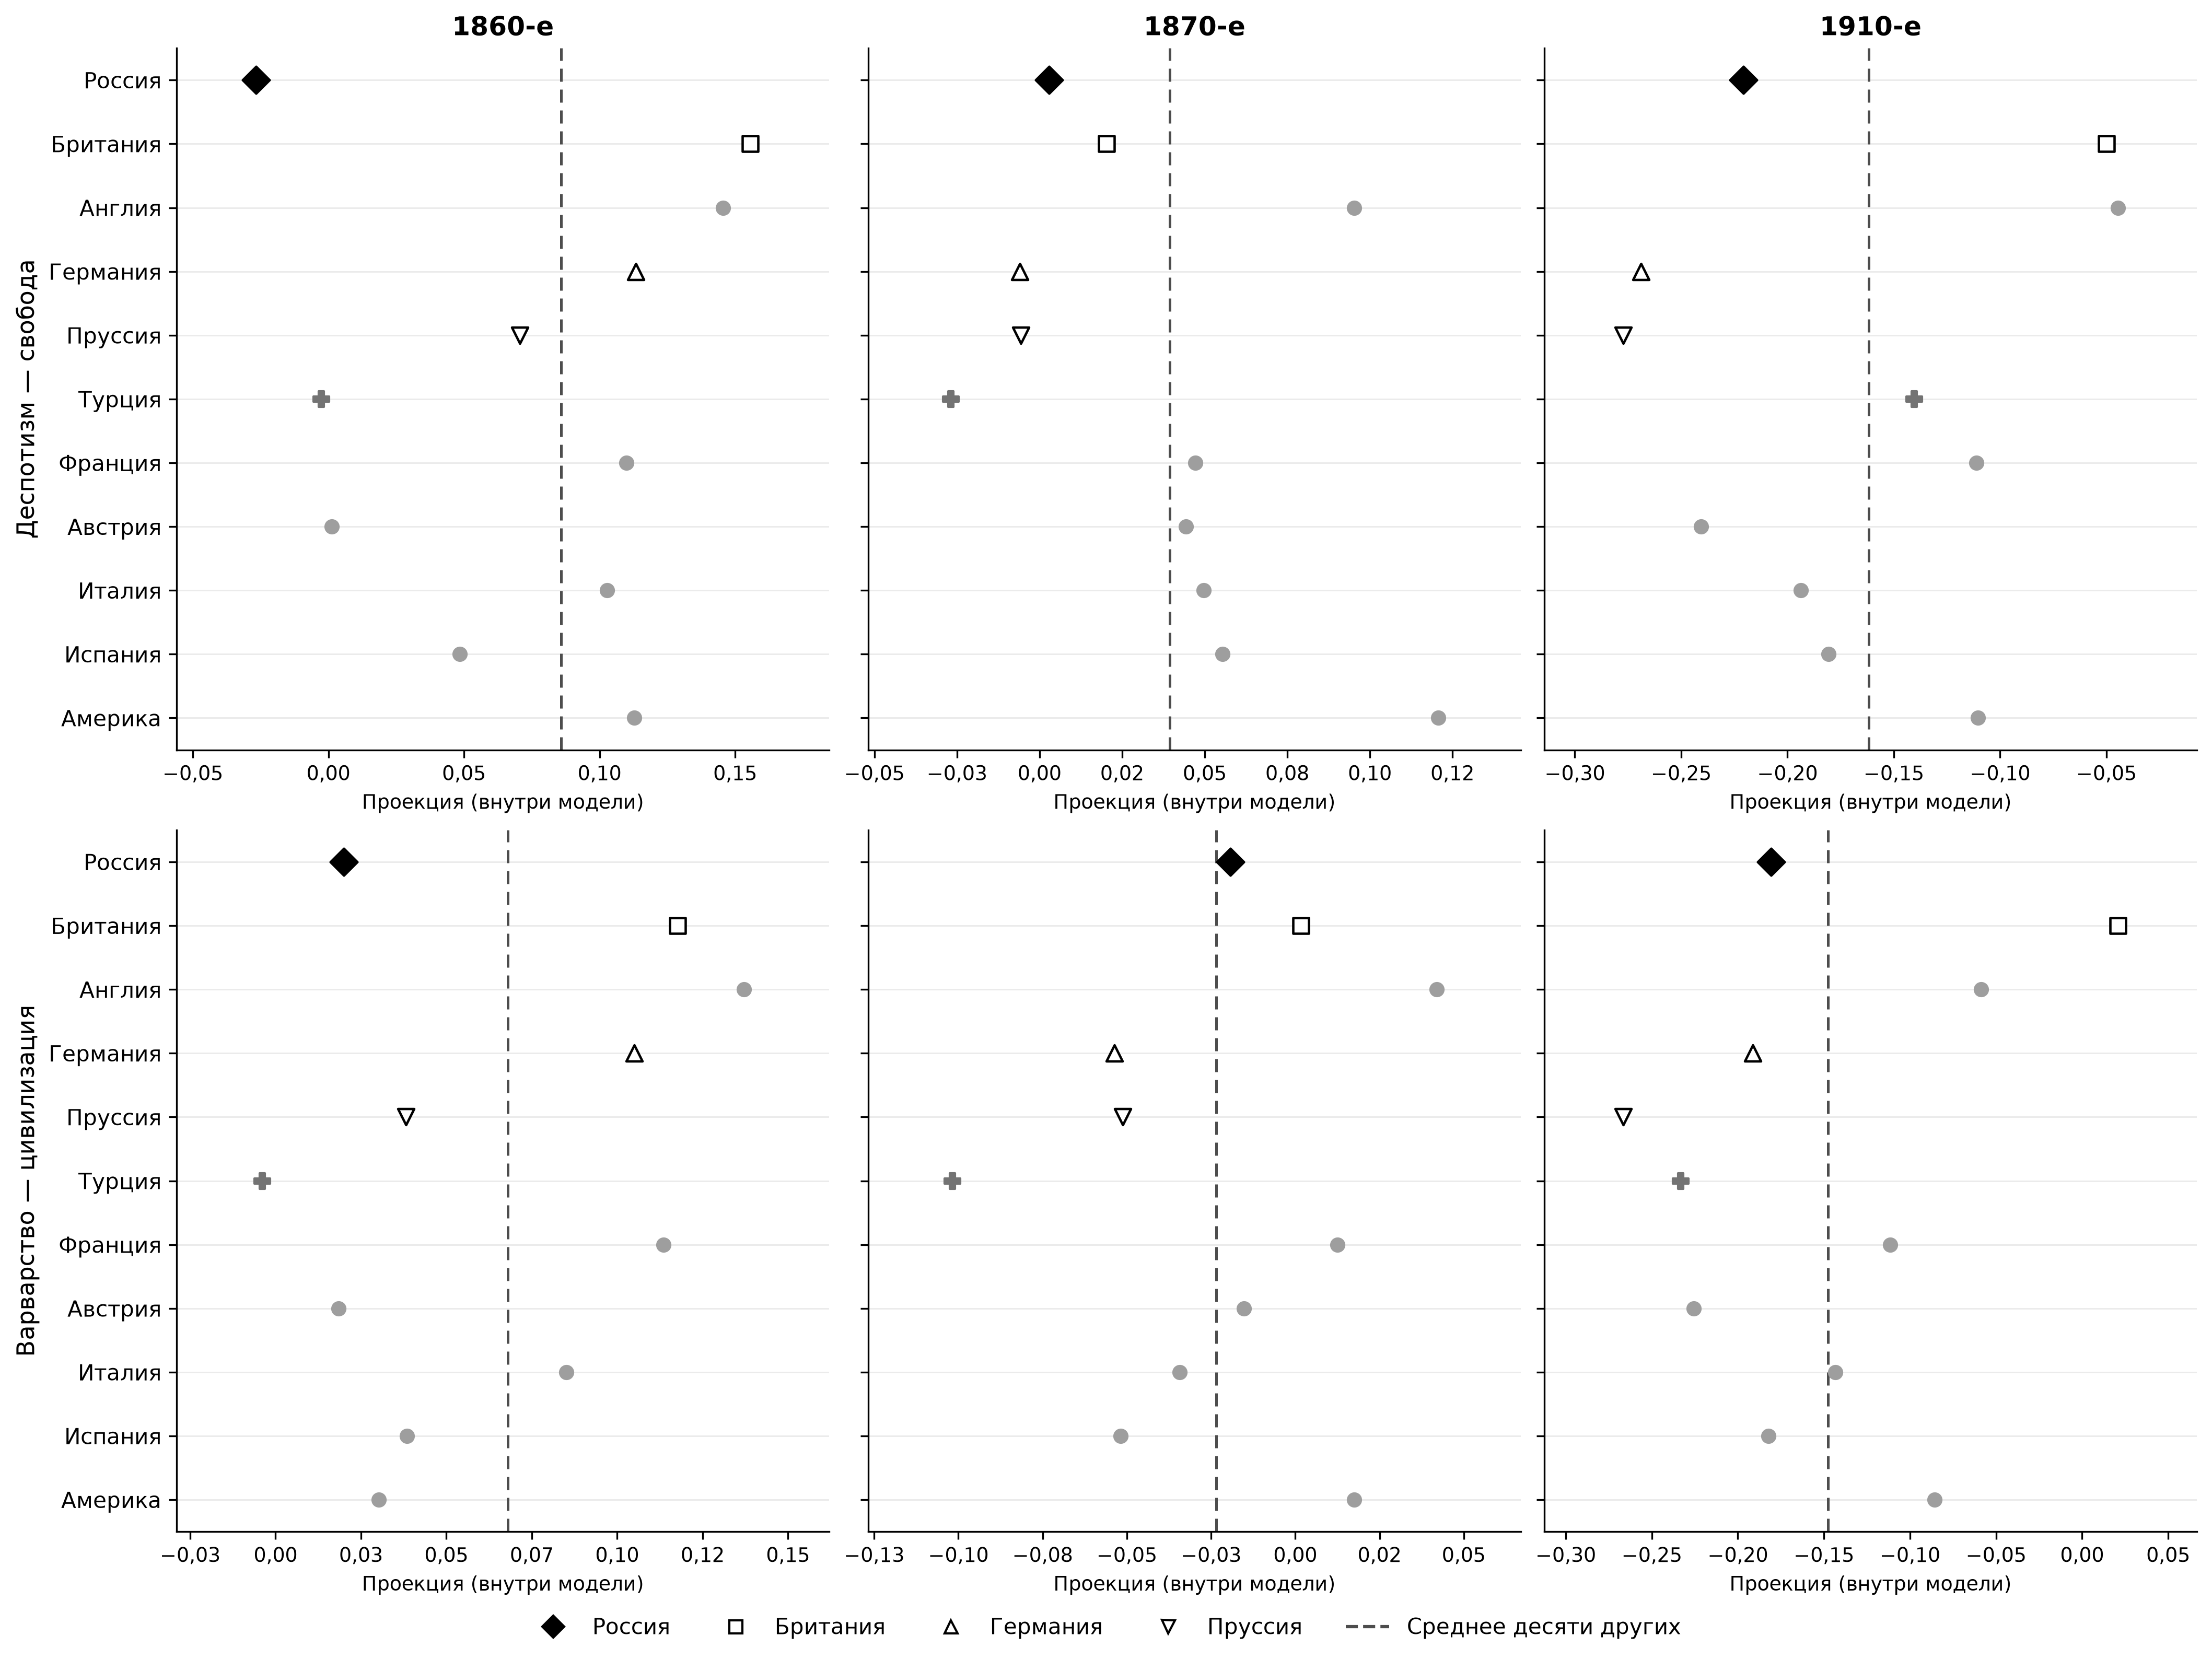 1860-е 1870-е 1910-е
Деспотизм — свобода
Россия
Британия
Англия
Германия
Пруссия
Турция
Франция
Австрия
Италия
Испания
Америка
−0,05 0,00 0,05 0,10 0,15
Проекция (внутри модели)
−0,05 −0,03 0,00 0,02 0,05 0,08 0,10 0,12
Проекция (внутри модели)
−0,30 −0,25 −0,20 −0,15 −0,10 −0,05
Проекция (внутри модели)
Варварство — цивилизация
Россия
Британия
Англия
Германия
Пруссия
Турция
Франция
Австрия
Италия
Испания
Америка
−0,03 0,00 0,03 0,05 0,07 0,10 0,12 0,15
Проекция (внутри модели)
−0,13 −0,10 −0,08 −0,05 −0,03 0,00 0,02 0,05
Проекция (внутри модели)
−0,30 −0,25 −0,20 −0,15 −0,10 −0,05 0,00 0,05
Проекция (внутри модели)
Россия Британия Германия Пруссия Среднее десяти других